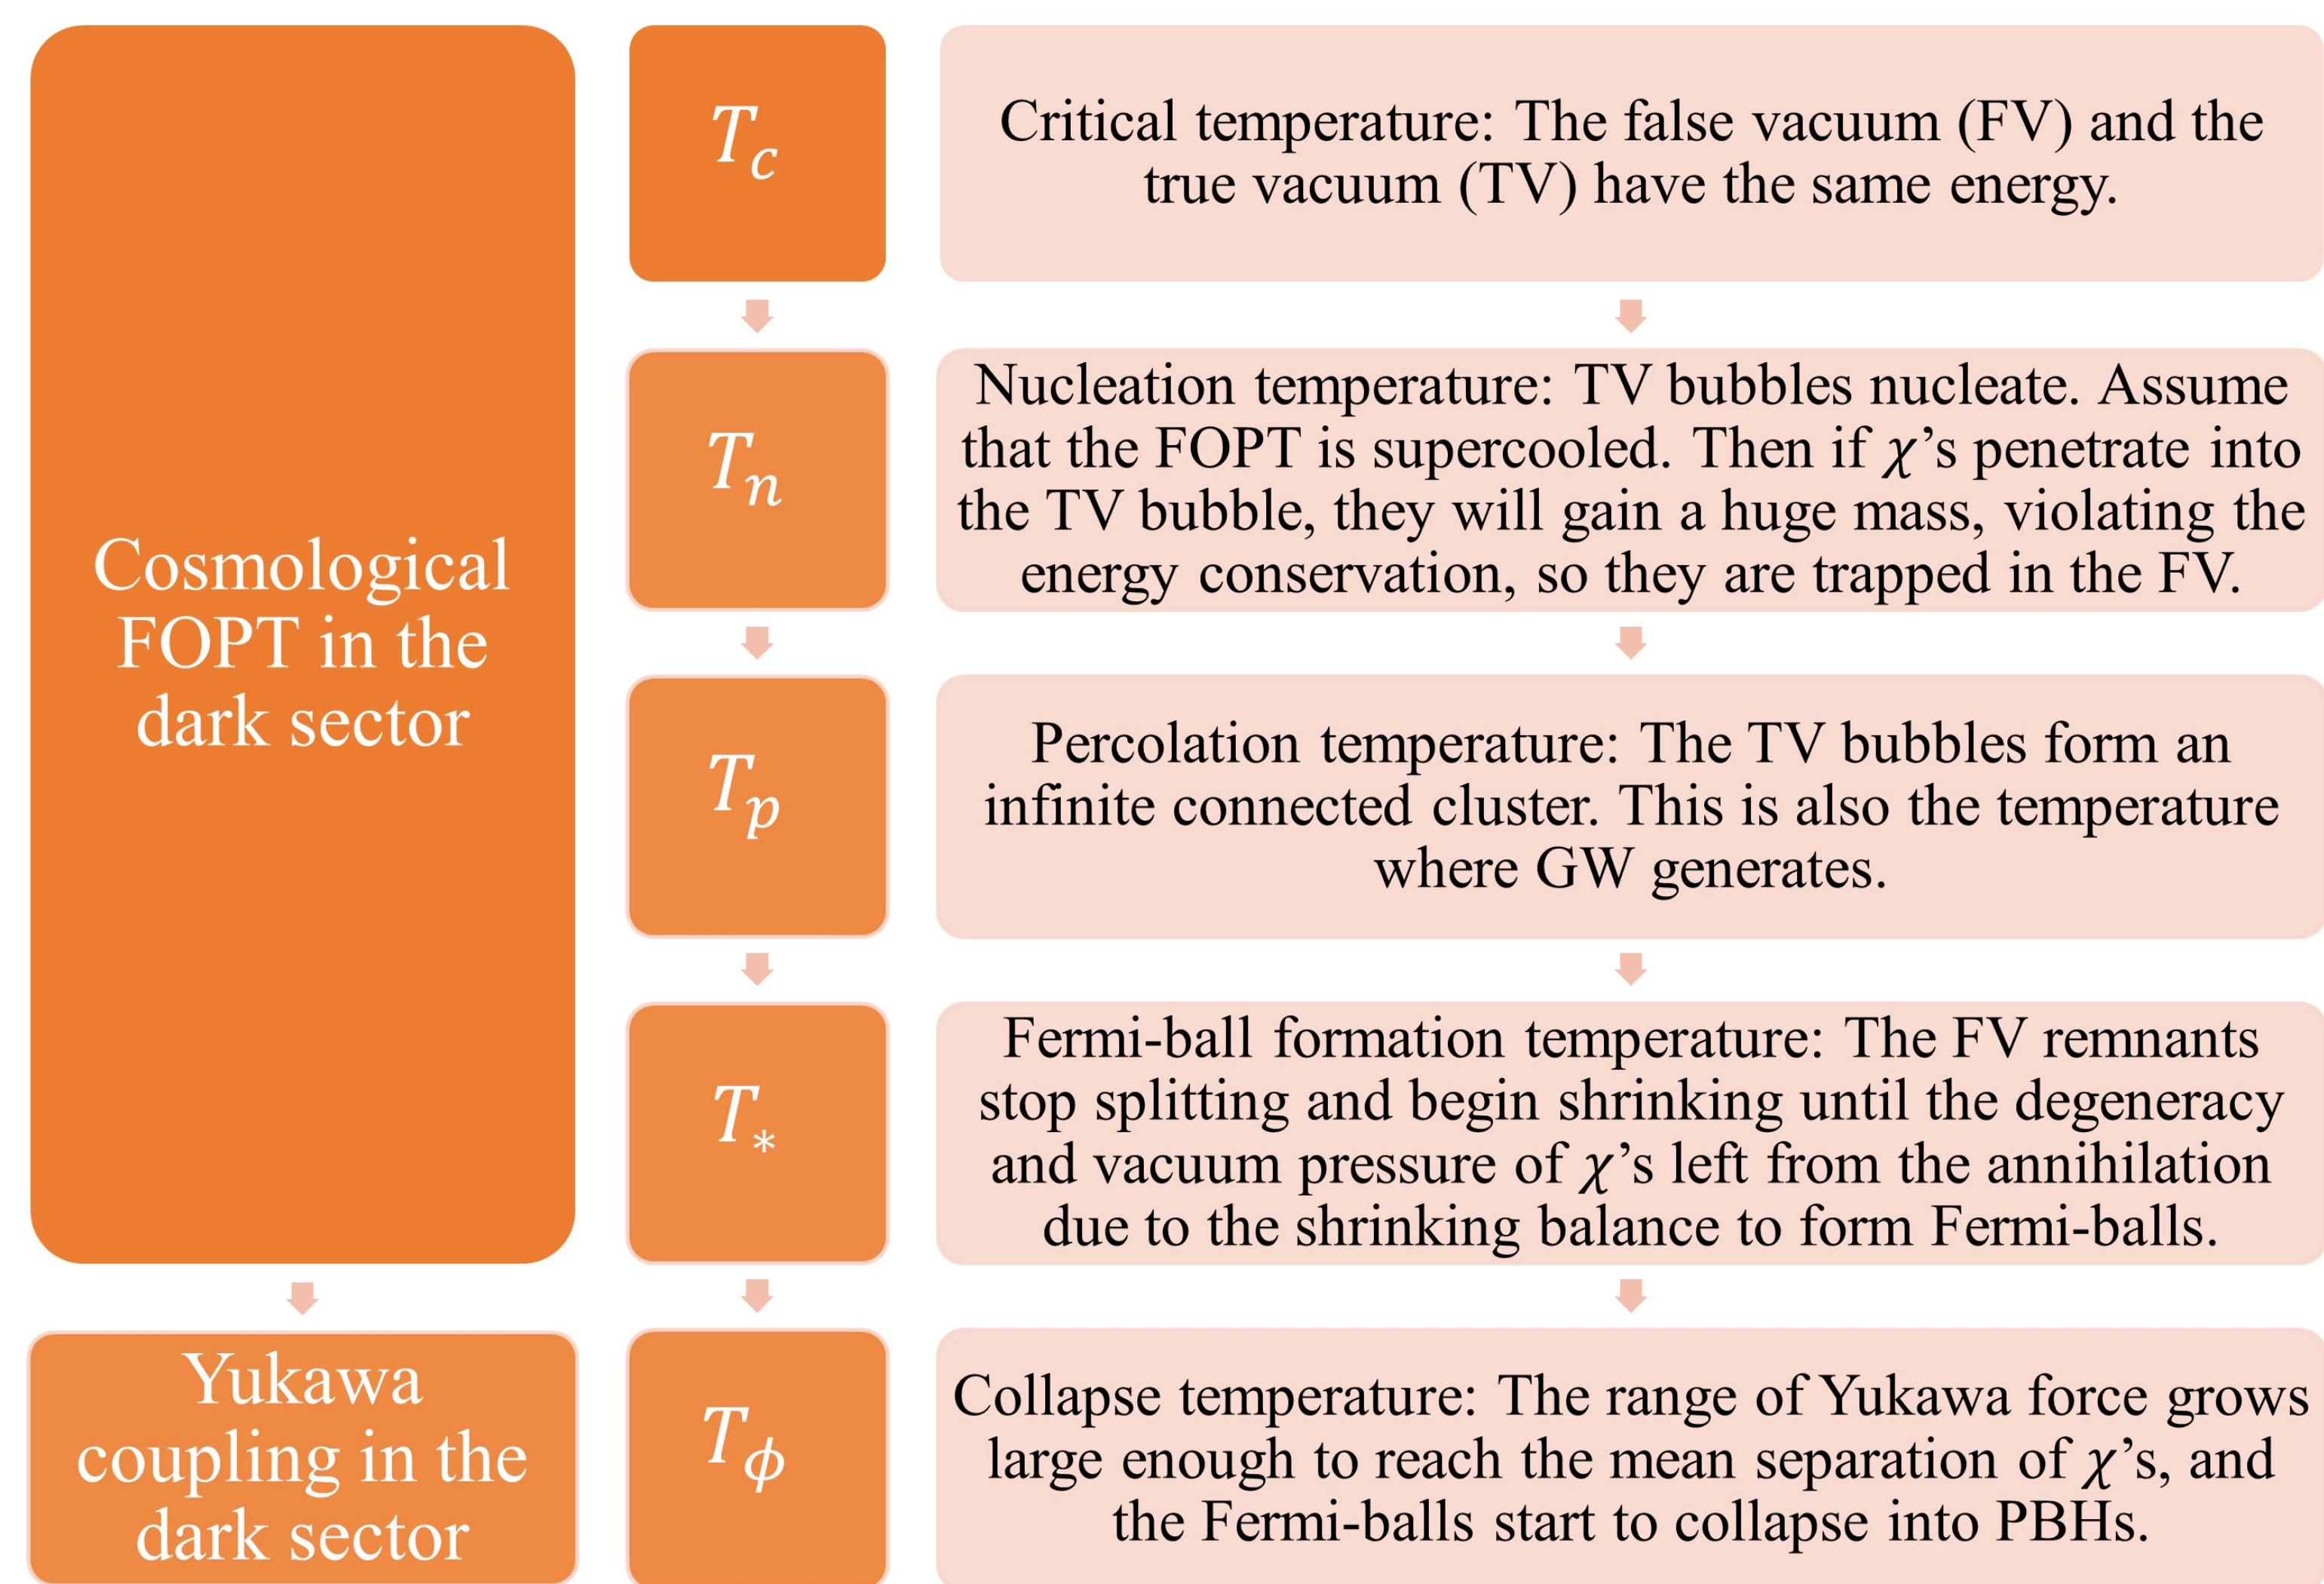 Cosmological
FOPT in the
dark sector
T_c
Critical temperature: The false vacuum (FV) and the
true vacuum (TV) have the same energy.
T_n
Nucleation temperature: TV bubbles nucleate. Assume
that the FOPT is supercooled. Then if χ’s penetrate into
the TV bubble, they will gain a huge mass, violating the
energy conservation, so they are trapped in the FV.
T_p
Percolation temperature: The TV bubbles form an
infinite connected cluster. This is also the temperature
where GW generates.
T_*
Fermi-ball formation temperature: The FV remnants
stop splitting and begin shrinking until the degeneracy
and vacuum pressure of χ’s left from the annihilation
due to the shrinking balance to form Fermi-balls.
Yukawa
coupling in the
dark sector
T_ϕ
Collapse temperature: The range of Yukawa force grows
large enough to reach the mean separation of χ’s, and
the Fermi-balls start to collapse into PBHs.